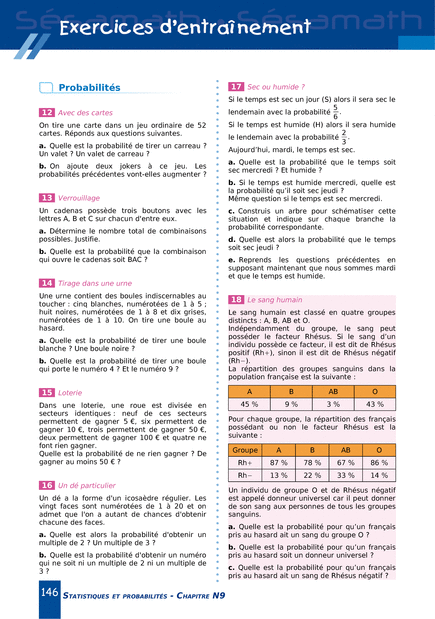 Sésamath
Sésamath
Exercices d'entraînement
Probabilités
12 Avec des cartes
On tire une carte dans un jeu ordinaire de 52
cartes. Réponds aux questions suivantes.
a. Quelle est la probabilité de tirer un carreau ?
Un valet ? Un valet de carreau ?
b. On ajoute deux jokers à ce jeu. Les
probabilités précédentes vont-elles augmenter ?
13 Verrouillage
Un cadenas possède trois boutons avec les
lettres A, B et C sur chacun d'entre eux.
a. Détermine le nombre total de combinaisons
possibles. Justifie.
b. Quelle est la probabilité que la combinaison
qui ouvre le cadenas soit BAC ?
14 Tirage dans une urne
Une urne contient des boules indiscernables au
toucher : cinq blanches, numérotées de 1 à 5 ;
huit noires, numérotées de 1 à 8 et dix grises,
numérotées de 1 à 10. On tire une boule au
hasard.
a. Quelle est la probabilité de tirer une boule
blanche ? Une boule noire ?
b. Quelle est la probabilité de tirer une boule
qui porte le numéro 4 ? Et le numéro 9 ?
15 Loterie
Dans une loterie, une roue est divisée en
secteurs identiques : neuf de ces secteurs
permettent de gagner 5 €, six permettent de
gagner 10 €, trois permettent de gagner 50 €,
deux permettent de gagner 100 € et quatre ne
font rien gagner.
Quelle est la probabilité de ne rien gagner ? De
gagner au moins 50 € ?
16 Un dé particulier
Un dé a la forme d'un icosaèdre régulier. Les
vingt faces sont numérotées de 1 à 20 et on
admet que l'on a autant de chances d'obtenir
chacune des faces.
a. Quelle est alors la probabilité d'obtenir un
multiple de 2 ? Un multiple de 3 ?
b. Quelle est la probabilité d'obtenir un numéro
qui ne soit ni un multiple de 2 ni un multiple de
3 ?
17 Sec ou humide ?
Si le temps est sec un jour (S) alors il sera sec le
lendemain avec la probabilité 5/6.
Si le temps est humide (H) alors il sera humide
le lendemain avec la probabilité 2/3.
Aujourd'hui, mardi, le temps est sec.
a. Quelle est la probabilité que le temps soit
sec mercredi ? Et humide ?
b. Si le temps est humide mercredi, quelle est
la probabilité qu'il soit sec jeudi ?
Même question si le temps est sec mercredi.
c. Construis un arbre pour schématiser cette
situation et indique sur chaque branche la
probabilité correspondante.
d. Quelle est alors la probabilité que le temps
soit sec jeudi ?
e. Reprends les questions précédentes en
supposant maintenant que nous sommes mardi
et que le temps est humide.
18 Le sang humain
Le sang humain est classé en quatre groupes
distincts : A, B, AB et O.
Indépendamment du groupe, le sang peut
posséder le facteur Rhésus. Si le sang d'un
individu possède ce facteur, il est dit de Rhésus
positif (Rh+), sinon il est dit de Rhésus négatif
(Rh−).
La répartition des groupes sanguins dans la
population française est la suivante :
A B AB O
45 % 9 % 3 % 43 %
Pour chaque groupe, la répartition des français
possédant ou non le facteur Rhésus est la
suivante :
Groupe A B AB O
Rh+ 87 % 78 % 67 % 86 %
Rh− 13 % 22 % 33 % 14 %
Un individu de groupe O et de Rhésus négatif
est appelé donneur universel car il peut donner
de son sang aux personnes de tous les groupes
sanguins.
a. Quelle est la probabilité pour qu'un français
pris au hasard ait un sang du groupe O ?
b. Quelle est la probabilité pour qu'un français
pris au hasard soit un donneur universel ?
c. Quelle est la probabilité pour qu'un français
pris au hasard ait un sang de Rhésus négatif ?
146 Statistiques et probabilités - Chapitre N9